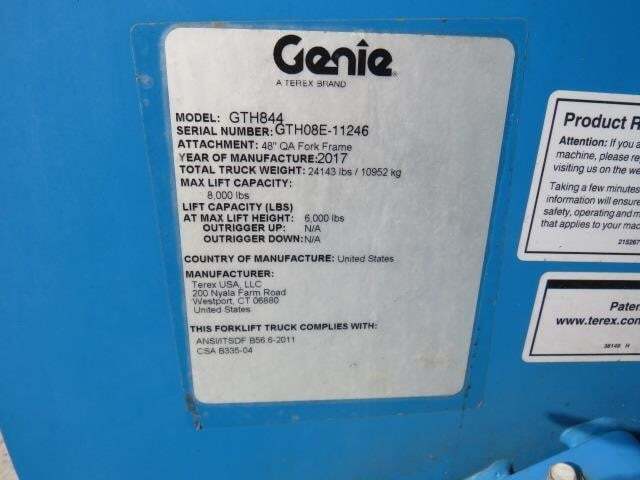 Genie
A TEREX BRAND
MODEL: GTH844
SERIAL NUMBER: GTH08E-11246
ATTACHMENT: 48" QA Fork Frame
YEAR OF MANUFACTURE: 2017
TOTAL TRUCK WEIGHT: 24143 lbs / 10952 kg
MAX LIFT CAPACITY:
8,000 lbs
LIFT CAPACITY (LBS)
AT MAX LIFT HEIGHT: 6,000 lbs
OUTRIGGER UP: N/A
OUTRIGGER DOWN: N/A
COUNTRY OF MANUFACTURE: United States
MANUFACTURER:
Terex USA, LLC
200 Nyala Farm Road
Westport, CT 06880
United States
THIS FORKLIFT TRUCK COMPLIES WITH:
ANSI/ITSDF B56.6-2011
CSA B335-04
Product R
Attention: If you a
machine, please re
visiting us on the we
Taking a few minutes
information will ensure
safety, operating and m
that applies to your mac
215267
Paten
www.terex.com
38149 H